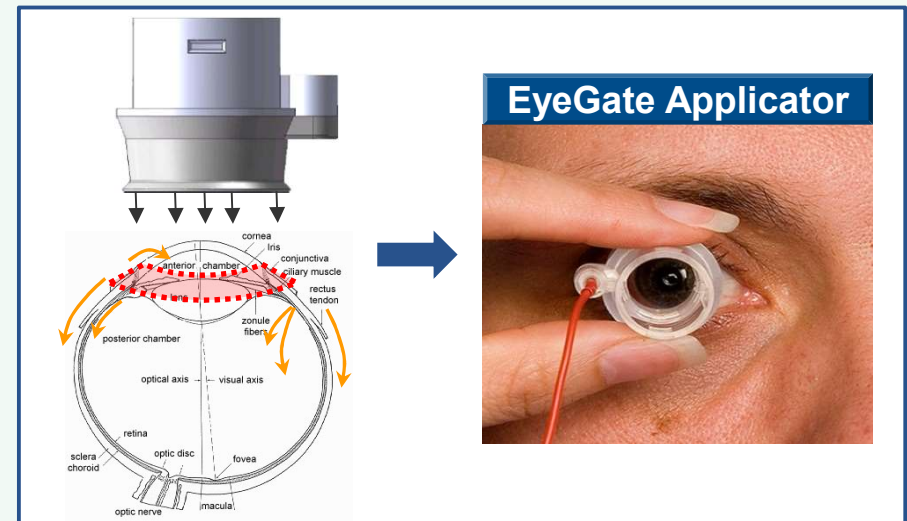 EyeGate Applicator
cornea
Iris
conjunctiva
anterior chamber
ciliary muscle
rectus
tendon
lens
zonule
fibers
posterior chamber
optical axis
visual axis
retina
sclera
choroid
optic disc
fovea
macula
optic nerve